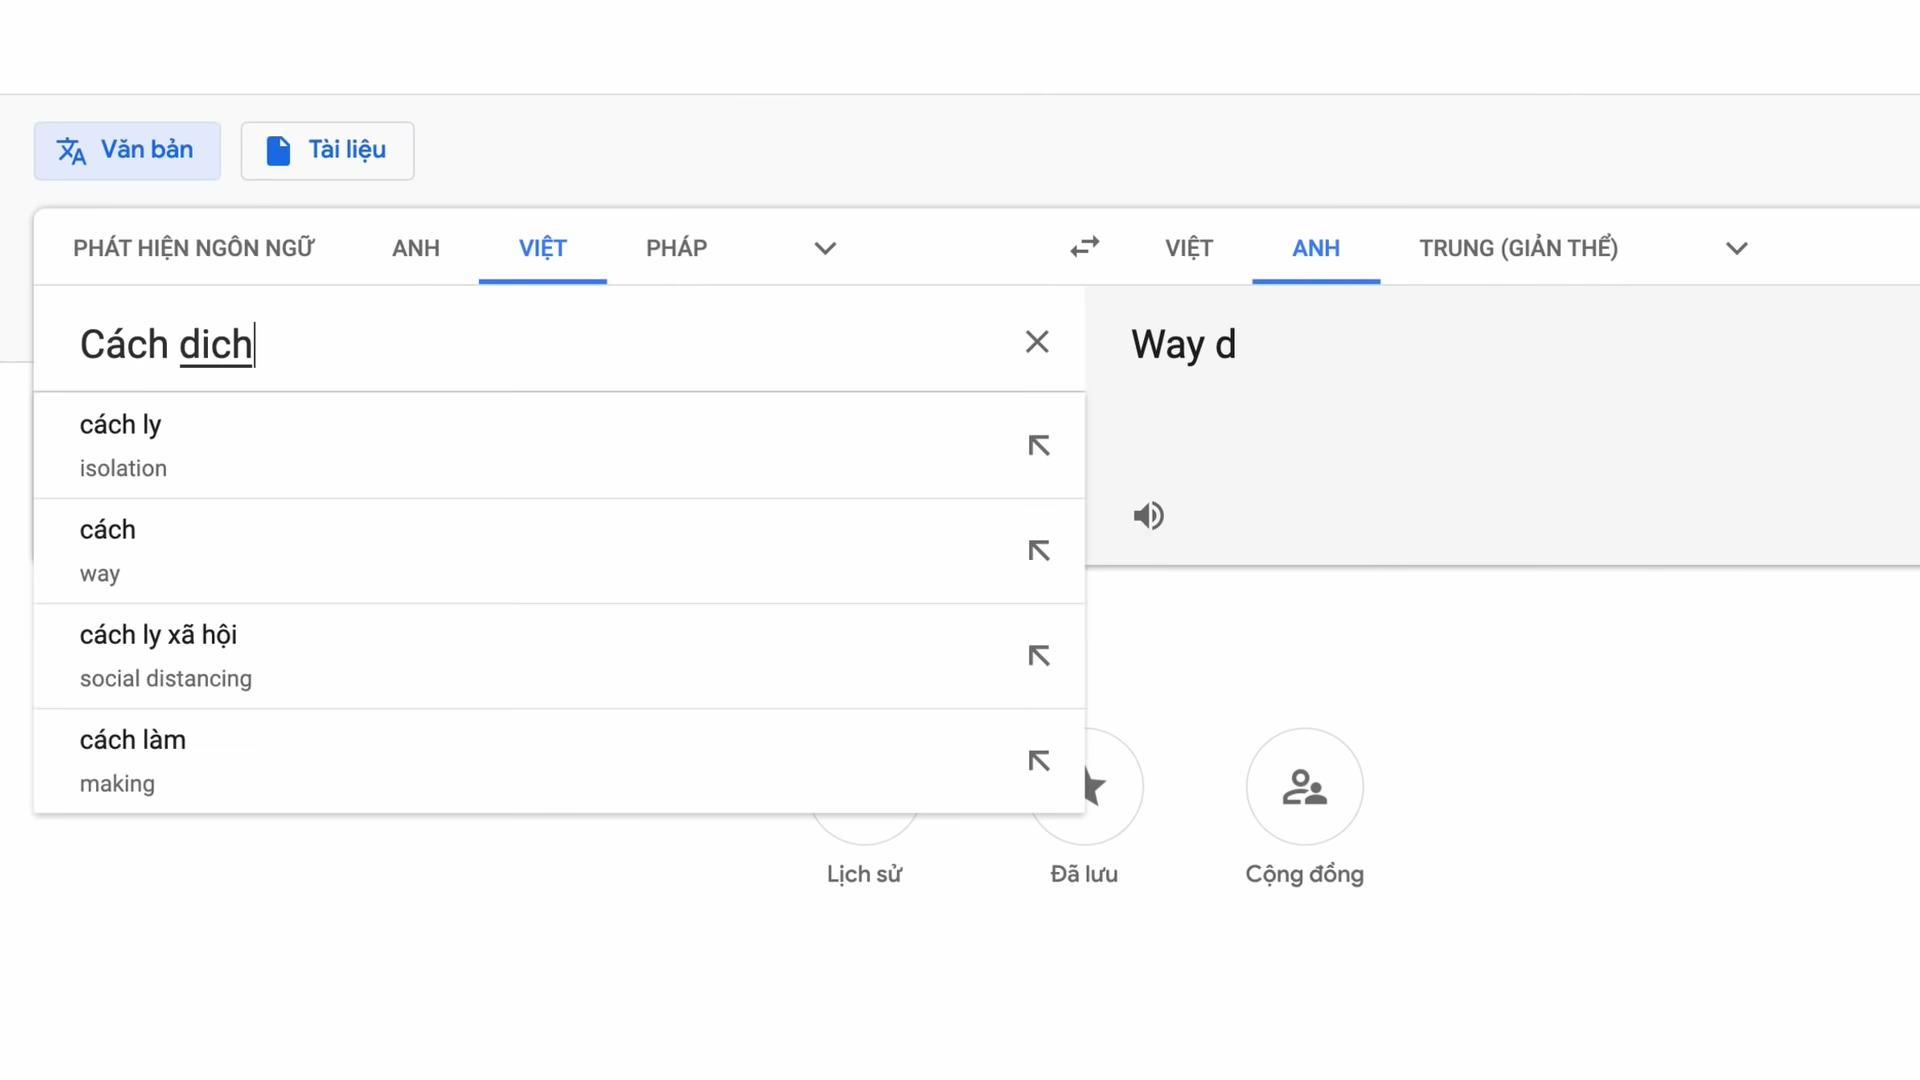 Văn bản
Tài liệu
PHÁT HIỆN NGÔN NGỮ ANH VIỆT PHÁP VIỆT ANH TRUNG (GIẢN THỂ)
Cách dich
Way d
cách ly
isolation
cách
way
cách ly xã hội
social distancing
cách làm
making
Lịch sử
Đã lưu
Cộng đồng